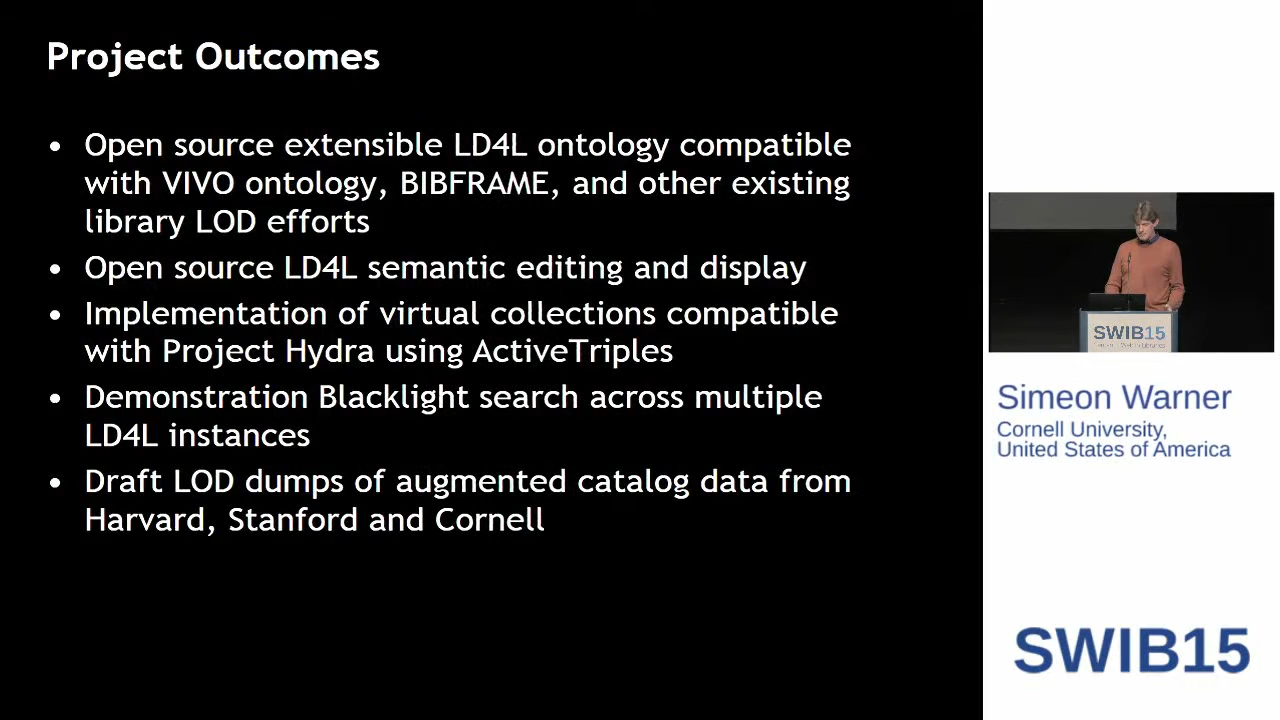 Project Outcomes
• Open source extensible LD4L ontology compatible
with VIVO ontology, BIBFRAME, and other existing
library LOD efforts
• Open source LD4L semantic editing and display
• Implementation of virtual collections compatible
with Project Hydra using ActiveTriples
• Demonstration Blacklight search across multiple
LD4L instances
• Draft LOD dumps of augmented catalog data from
Harvard, Stanford and Cornell
SWIB15
Simeon Warner
Cornell University,
United States of America
SWIB15